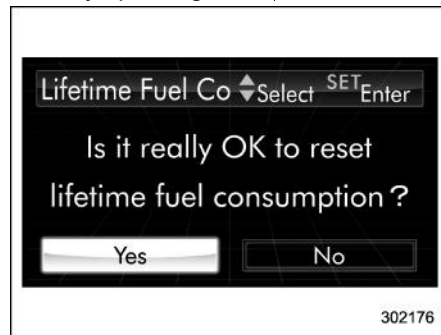 Lifetime Fuel Co Select SET Enter
Is it really OK to reset
lifetime fuel consumption ?
Yes No
302176